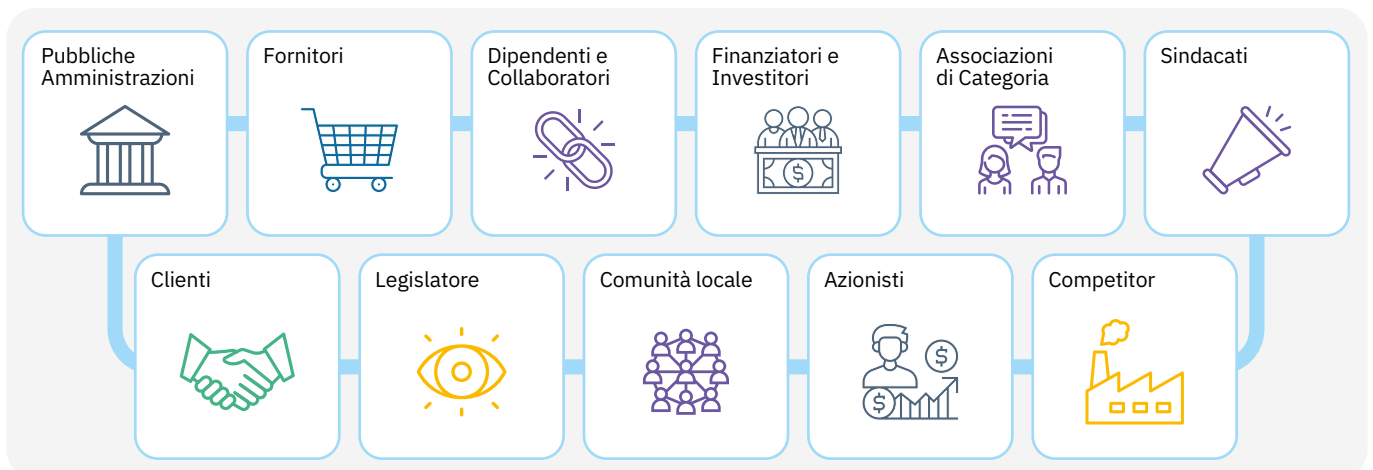 Pubbliche
Amministrazioni
Fornitori
Dipendenti e
Collaboratori
Finanziatori e
Investitori
Associazioni
di Categoria
Sindacati
Clienti
Legislatore
Comunità locale
Azionisti
Competitor
$
$
$